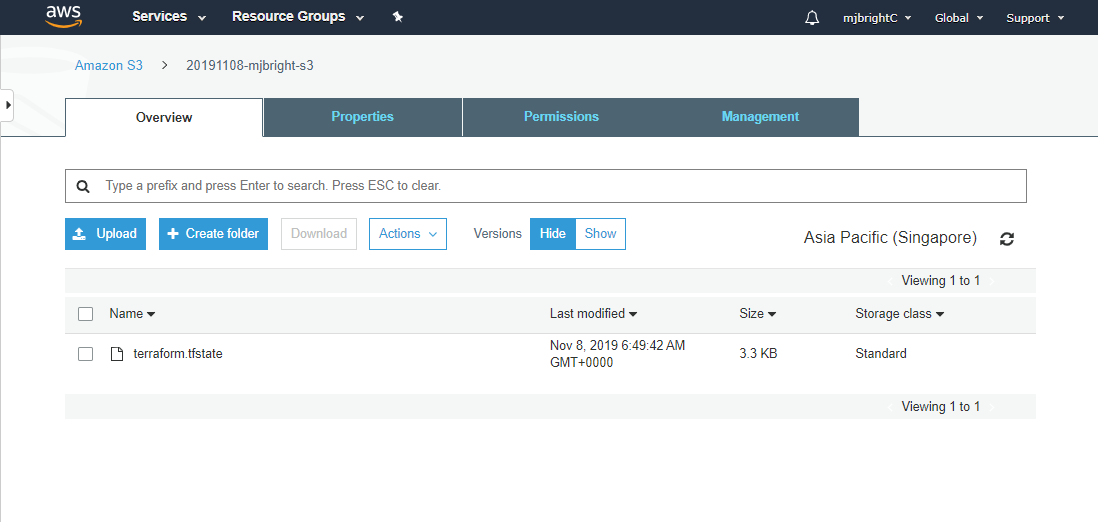 aws Services Resource Groups mjbrightC Global Support
Amazon S3 > 20191108-mjbright-s3
Overview Properties Permissions Management
Type a prefix and press Enter to search. Press ESC to clear.
Upload Create folder Download Actions Versions Hide Show Asia Pacific (Singapore)
Viewing 1 to 1
Name Last modified Size Storage class
terraform.tfstate Nov 8, 2019 6:49:42 AM 3.3 KB Standard
GMT+0000
Viewing 1 to 1